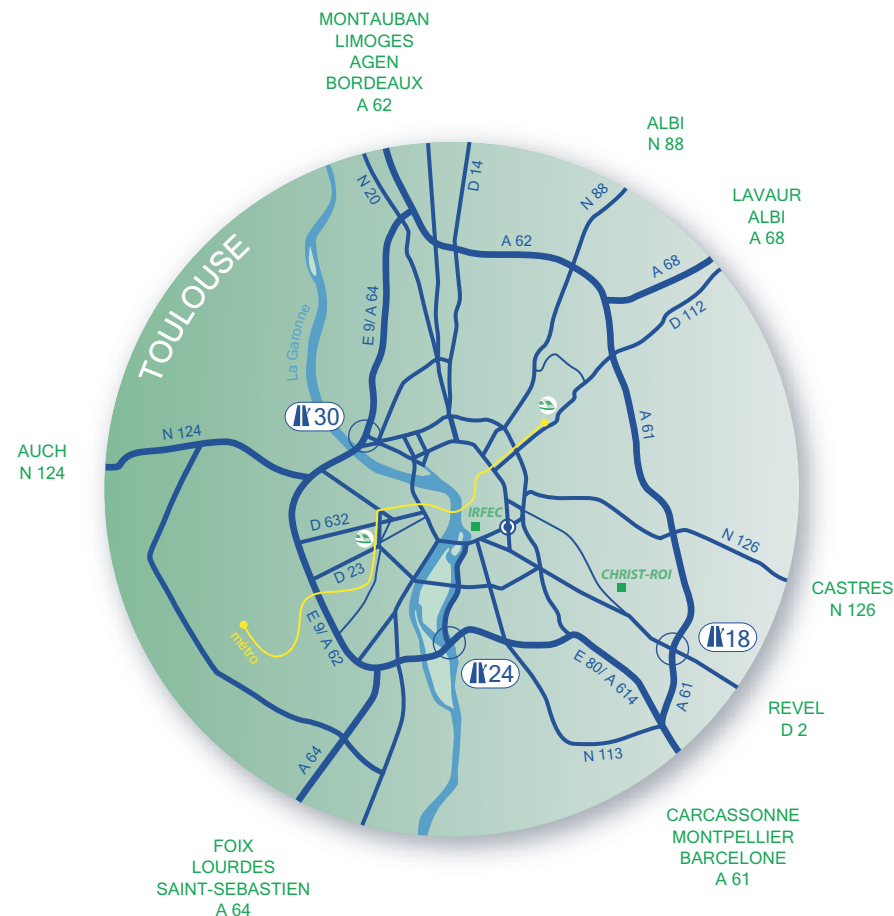 MONTAUBAN
LIMOGES
AGEN
BORDEAUX
A 62
ALBI
N 88
LAVAUR
ALBI
A 68
N 20
D 14
N 88
A 62
A 68
D 112
TOULOUSE
La Garonne
E 9/ A 64
30
A 61
AUCH
N 124
N 124
IRFEC
D 632
N 126
D 23
CHRIST-ROI
CASTRES
N 126
E 9/ A 62
métro
18
24
E 80/ A 614
A 61
REVEL
D 2
N 113
A 64
CARCASSONNE
MONTPELLIER
BARCELONE
A 61
FOIX
LOURDES
SAINT-SEBASTIEN
A 64